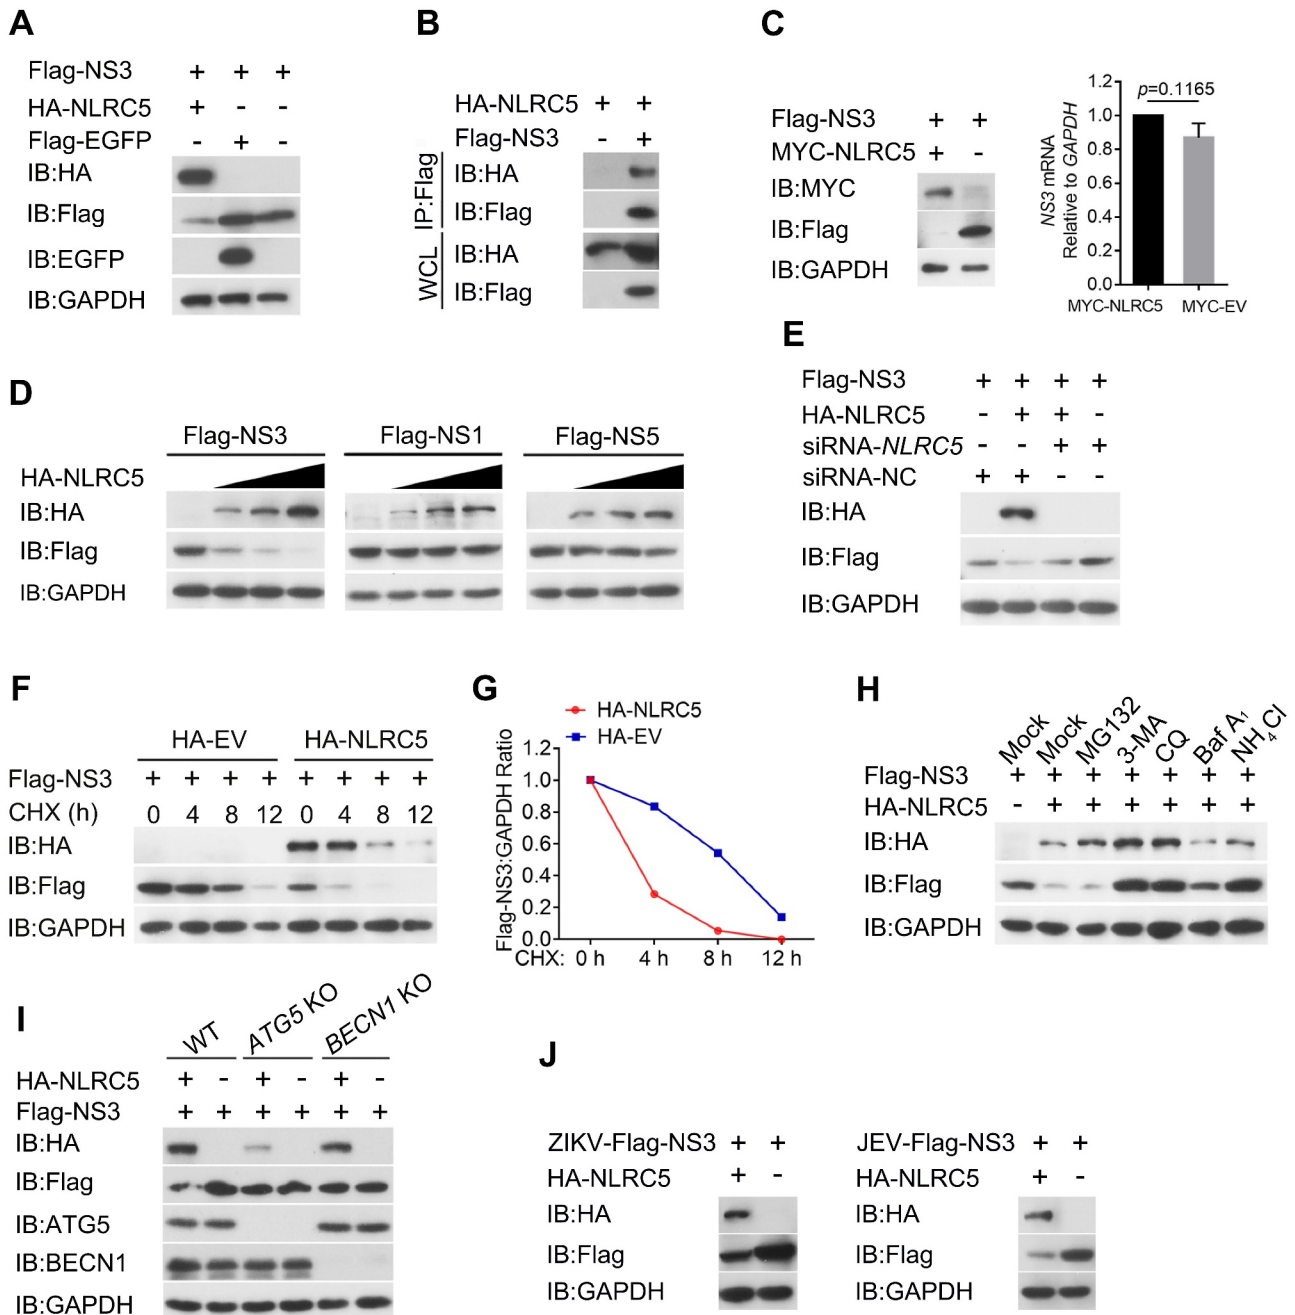 A
Flag-NS3 + + +
HA-NLRC5 + - -
Flag-EGFP - + -
IB:HA
IB:Flag
IB:EGFP
IB:GAPDH
B
HA-NLRC5 + +
Flag-NS3 - +
IP:Flag
IB:HA
IB:Flag
WCL
IB:HA
IB:Flag
C
Flag-NS3 + +
MYC-NLRC5 + -
IB:MYC
IB:Flag
IB:GAPDH
NS3 mRNA
Relative to GAPDH
1.2
1.0
0.8
0.6
0.4
0.2
0.0
p=0.1165
MYC-NLRC5 MYC-EV
D
Flag-NS3 Flag-NS1 Flag-NS5
HA-NLRC5
IB:HA
IB:Flag
IB:GAPDH
E
Flag-NS3 + + + +
HA-NLRC5 - + + -
siRNA-NLRC5 - - + +
siRNA-NC + + - -
IB:HA
IB:Flag
IB:GAPDH
F
HA-EV HA-NLRC5
Flag-NS3 + + + + + + + +
CHX (h) 0 4 8 12 0 4 8 12
IB:HA
IB:Flag
IB:GAPDH
G
HA-NLRC5
HA-EV
Flag-NS3:GAPDH Ratio
1.2
1.0
0.8
0.6
0.4
0.2
0.0
CHX: 0 h 4 h 8 h 12 h
H
Mock Mock MG132 3-MA CQ Baf A1 NH4Cl
Flag-NS3 + + + + + + +
HA-NLRC5 - + + + + + +
IB:HA
IB:Flag
IB:GAPDH
I
WT ATG5 KO BECN1 KO
HA-NLRC5 + - + - + -
Flag-NS3 + + + + + +
IB:HA
IB:Flag
IB:ATG5
IB:BECN1
IB:GAPDH
J
ZIKV-Flag-NS3 + +
HA-NLRC5 + -
IB:HA
IB:Flag
IB:GAPDH
JEV-Flag-NS3 + +
HA-NLRC5 + -
IB:HA
IB:Flag
IB:GAPDH